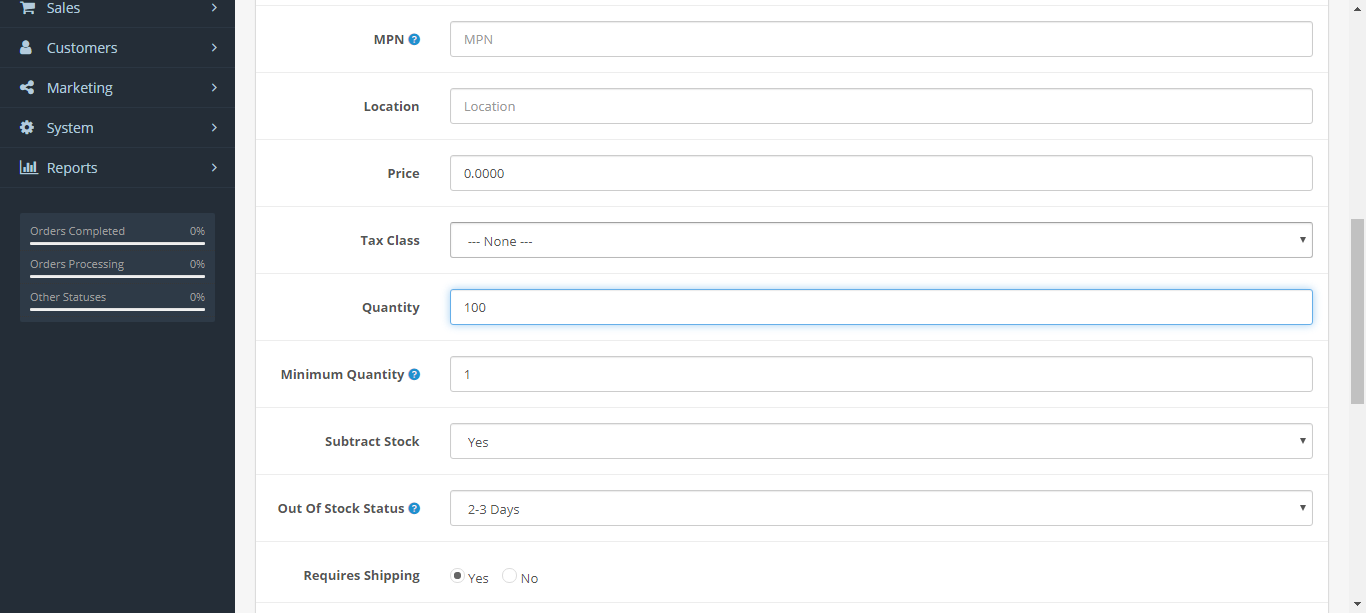 Sales
Customers
Marketing
System
Reports
Orders Completed 0%
Orders Processing 0%
Other Statuses 0%
MPN MPN
Location Location
Price 0.0000
Tax Class --- None ---
Quantity 100
Minimum Quantity 1
Subtract Stock Yes
Out Of Stock Status 2-3 Days
Requires Shipping Yes No